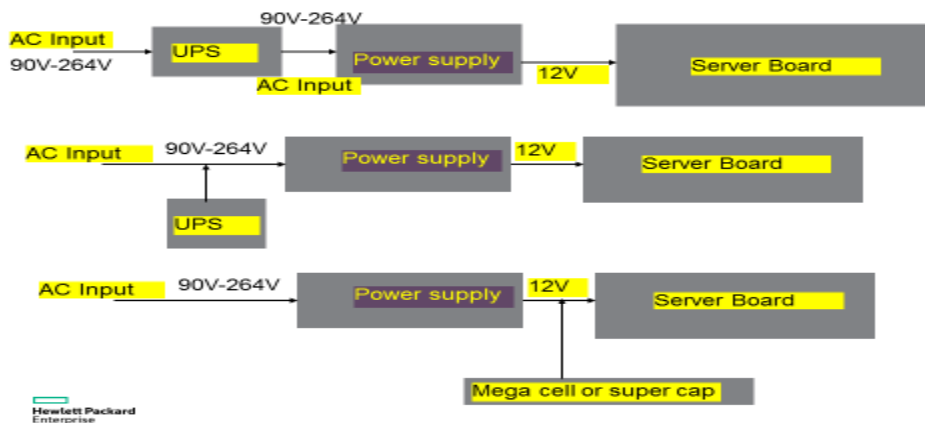 90V-264V
AC Input
UPS
Power supply
Server Board
90V-264V
AC Input
12V
AC Input
90V-264V
Power supply
12V
Server Board
UPS
AC Input
90V-264V
Power supply
12V
Server Board
Mega cell or super cap
Hewlett Packard
Enterprise